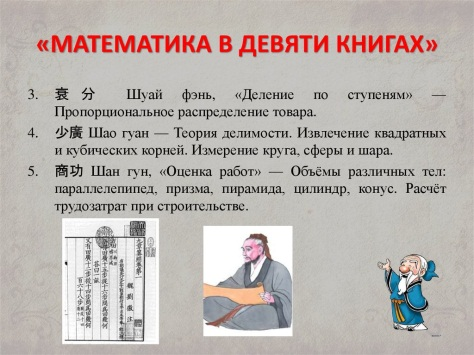 «МАТЕМАТИКА В ДЕВЯТИ КНИГАХ»
3. 衰 分 Шуай фэнь, «Деление по ступеням» —
Пропорциональное распределение товара.
4. 少廣 Шао гуан — Теория делимости. Извлечение квадратных
и кубических корней. Измерение круга, сферы и шара.
5. 商功 Шан гун, «Оценка работ» — Объёмы различных тел:
параллелепипед, призма, пирамида, цилиндр, конус. Расчёт
трудозатрат при строительстве.